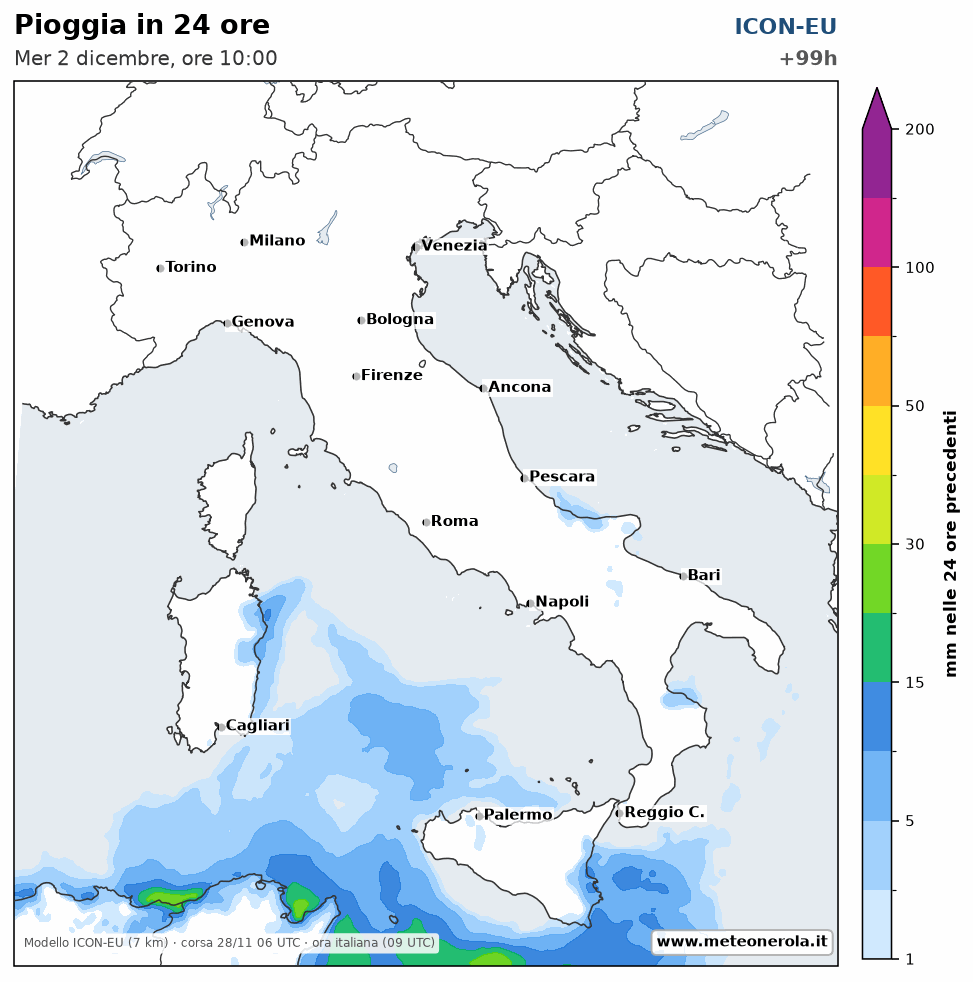 Pioggia in 24 ore
ICON-EU
Mer 2 dicembre, ore 10:00
+99h
200
Milano
Venezia
Torino
100
Genova
Bologna
Firenze
Ancona
50
Pescara
Roma
30
Bari
Napoli
15
Cagliari
Palermo
Reggio C.
5
mm nelle 24 ore precedenti
Modello ICON-EU (7 km) · corsa 28/11 06 UTC · ora italiana (09 UTC)
www.meteonerola.it
1